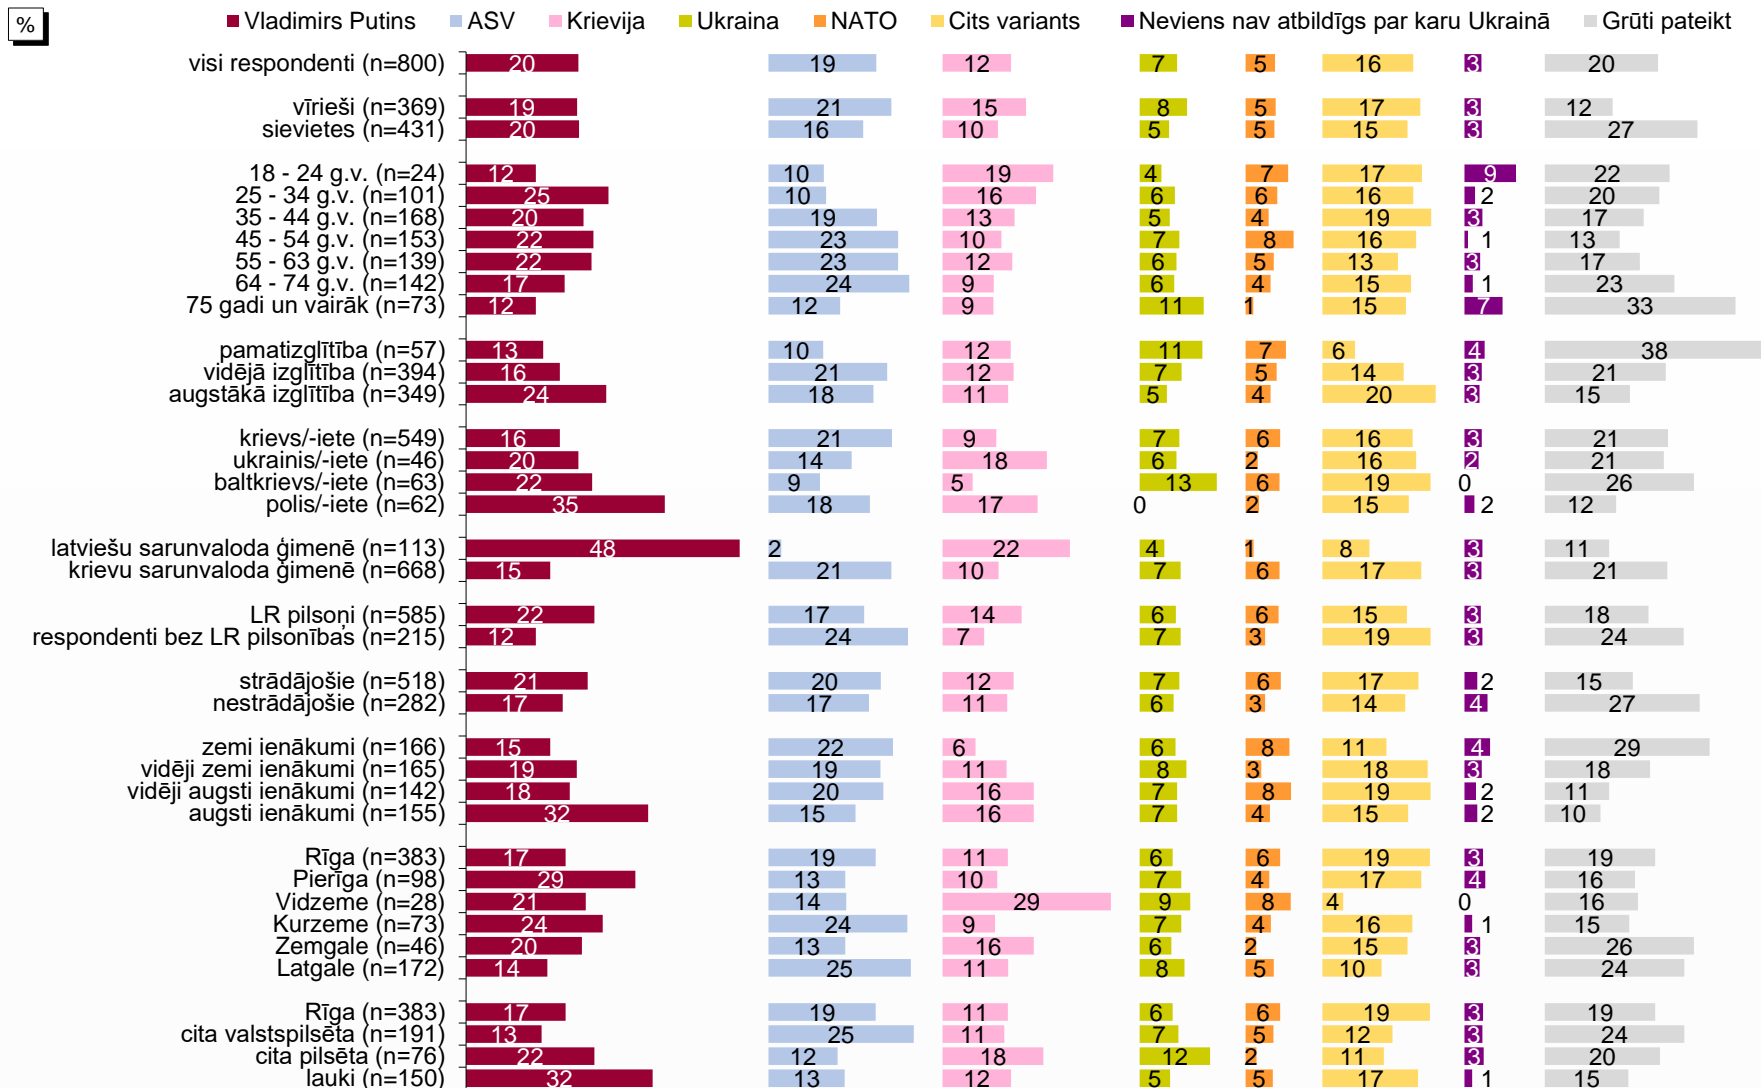 %
Vladimirs Putins ASV Krievija Ukraina NATO Cits variants Neviens nav atbildīgs par karu Ukrainā Grūti pateikt
visi respondenti (n=800) 20 19 12 7 5 16 3 20
vīrieši (n=369) 19 21 15 8 5 17 3 12
sievietes (n=431) 20 16 10 5 5 15 3 27
18 - 24 g.v. (n=24) 12 10 19 4 7 17 9 22
25 - 34 g.v. (n=101) 25 10 16 6 6 16 2 20
35 - 44 g.v. (n=168) 20 19 13 5 4 19 3 17
45 - 54 g.v. (n=153) 22 23 10 7 8 16 1 13
55 - 63 g.v. (n=139) 22 23 12 6 5 13 3 17
64 - 74 g.v. (n=142) 17 24 9 6 4 15 1 23
75 gadi un vairāk (n=73) 12 12 9 11 1 15 7 33
pamatizglītība (n=57) 13 10 12 11 7 6 4 38
vidējā izglītība (n=394) 16 21 12 7 5 14 3 21
augstākā izglītība (n=349) 24 18 11 5 4 20 3 15
krievs/-iete (n=549) 16 21 9 7 6 16 3 21
ukrainis/-iete (n=46) 20 14 18 6 2 16 2 21
baltkrievs/-iete (n=63) 22 9 5 13 6 19 0 26
polis/-iete (n=62) 35 18 17 0 2 15 2 12
latviešu sarunvaloda ģimenē (n=113) 48 2 22 4 1 8 3 11
krievu sarunvaloda ģimenē (n=668) 15 21 10 7 6 17 3 21
LR pilsoņi (n=585) 22 17 14 6 6 15 3 18
respondenti bez LR pilsonības (n=215) 12 24 7 7 3 19 3 24
strādājošie (n=518) 21 20 12 7 6 17 2 15
nestrādājošie (n=282) 17 17 11 6 3 14 4 27
zemi ienākumi (n=166) 15 22 6 6 8 11 4 29
vidēji zemi ienākumi (n=165) 19 19 11 8 3 18 3 18
vidēji augsti ienākumi (n=142) 18 20 16 7 8 19 2 11
augsti ienākumi (n=155) 32 15 16 7 4 15 2 10
Rīga (n=383) 17 19 11 6 6 19 3 19
Pierīga (n=98) 29 13 10 7 4 17 4 16
Vidzeme (n=28) 21 14 29 9 8 4 0 16
Kurzeme (n=73) 24 24 9 7 4 16 1 15
Zemgale (n=46) 20 13 16 6 2 15 3 26
Latgale (n=172) 14 25 11 8 5 10 3 24
Rīga (n=383) 17 19 11 6 6 19 3 19
cita valstspilsēta (n=191) 13 25 11 7 5 12 3 24
cita pilsēta (n=76) 22 12 18 12 2 11 3 20
lauki (n=150) 32 13 12 5 5 17 1 15